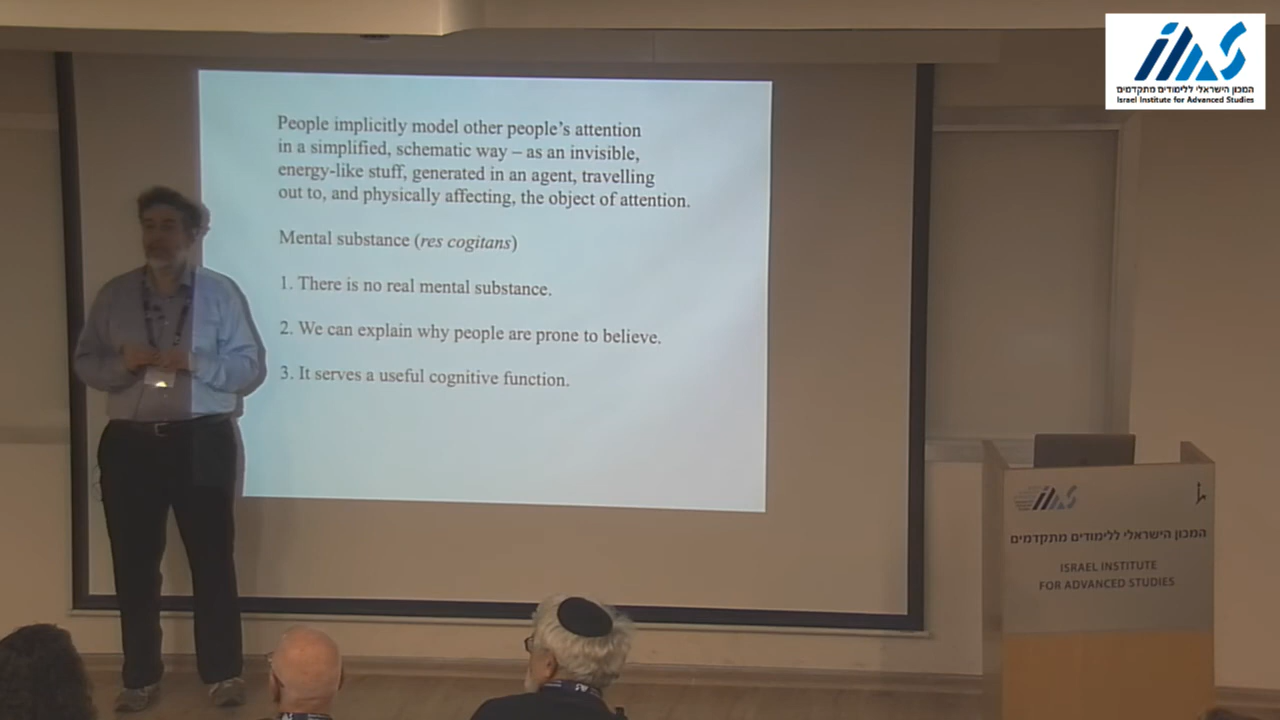 המכון הישראלי ללימודים מתקדמים
Israel Institute for Advanced Studies
People implicitly model other people's attention
in a simplified, schematic way – as an invisible,
energy-like stuff, generated in an agent, travelling
out to, and physically affecting, the object of attention.
Mental substance (res cogitans)
1. There is no real mental substance.
2. We can explain why people are prone to believe.
3. It serves a useful cognitive function.
המכון הישראלי ללימודים מתקדמים
ISRAEL INSTITUTE
FOR ADVANCED STUDIES